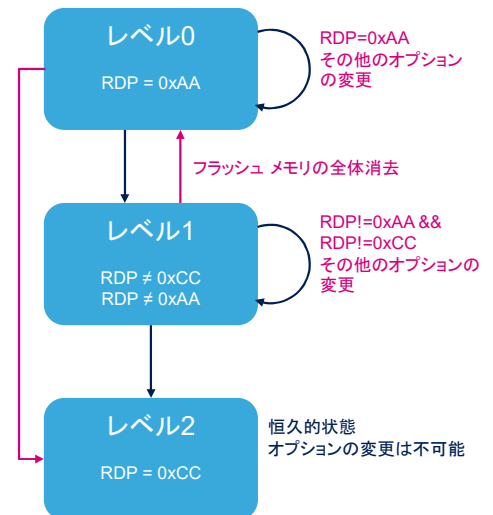 レベル0
RDP = 0xAA
RDP=0xAA
その他のオプション
の変更
フラッシュ メモリの全体消去
レベル1
RDP ≠ 0xCC
RDP ≠ 0xAA
RDP!=0xAA &&
RDP!=0xCC
その他のオプションの
変更
レベル2
RDP = 0xCC
恒久的状態
オプションの変更は不可能